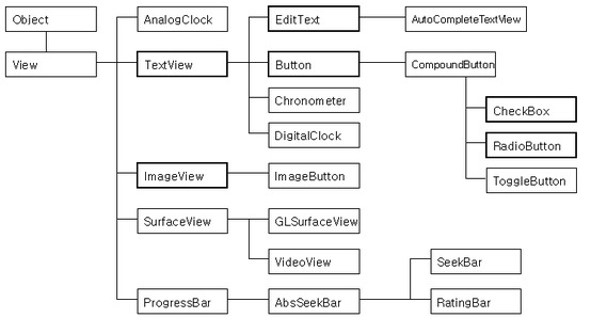 Object
AnalogClock
EditText
AutoCompleteTextView
View
TextView
Button
CompoundButton
Chronometer
CheckBox
DigitalClock
RadioButton
ImageView
ImageButton
ToggleButton
SurfaceView
GLSurfaceView
VideoView
SeekBar
ProgressBar
AbsSeekBar
RatingBar